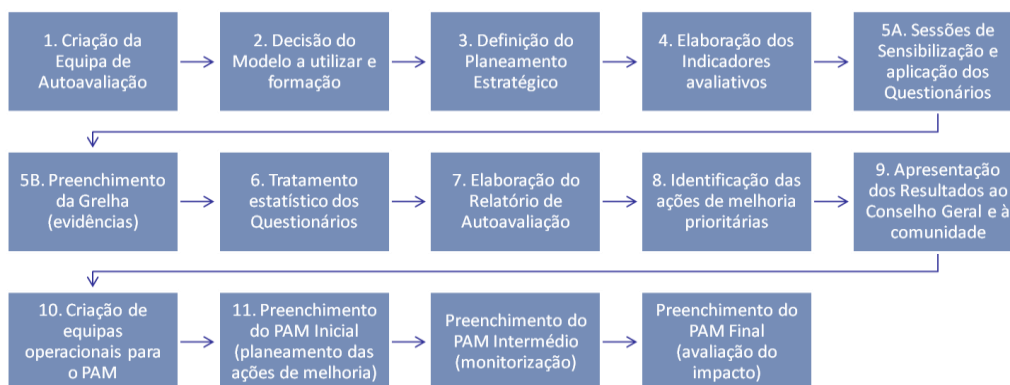 1. Criação da
Equipa de
Autoavaliação
2. Decisão do
Modelo a utilizar e
formação
3. Definição do
Planeamento
Estratégico
4. Elaboração dos
Indicadores
avaliativos
5A. Sessões de
Sensibilização e
aplicação dos
Questionários
5B. Preenchimento
da Grelha
(evidências)
6. Tratamento
estatístico dos
Questionários
7. Elaboração do
Relatório de
Autoavaliação
8. Identificação das
ações de melhoria
prioritárias
9. Apresentação
dos Resultados ao
Conselho Geral e à
comunidade
10. Criação de
equipas
operacionais para
o PAM
11. Preenchimento
do PAM Inicial
(planeamento das
ações de melhoria)
Preenchimento do
PAM Intermédio
(monitorização)
Preenchimento do
PAM Final
(avaliação do
impacto)